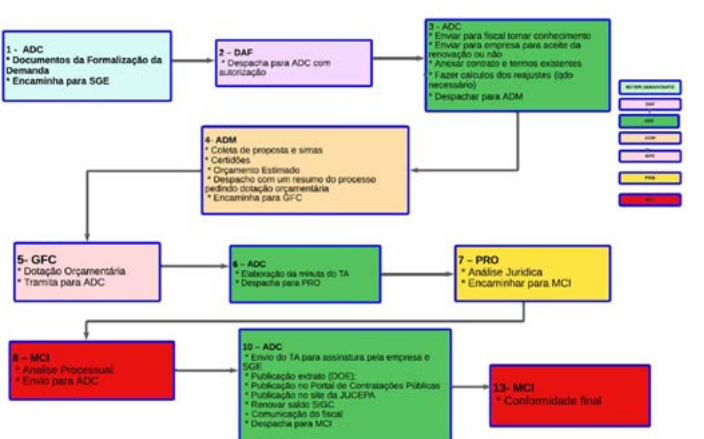 1 - ADC
* Documentos da Formalização da
Demanda
* Encaminha para SGE
2 – DAF
* Despacha para ADC com
autorização
3 - ADC
* Enviar para fiscal tomar conhecimento
* Enviar para empresa para aceite da
renovação ou não
* Anexar contrato e termos existentes
* Fazer calculos dos reajustes (qdo
necessário)
* Despachar para ADM
SETOR DEMANDANTE
DAF
ADM
PRO
4- ADM
* Coleta de proposta e simas
* Certidões
* Orçamento Estimado
* Despacho com um resumo do processo
pedindo dotação orçamentária
* Encaminha para GFC
5- GFC
* Dotação Orçamentária
* Tramita para ADC
6 – ADC
* Elaboração da minuta do TA
* Despacha para PRO
7 – PRO
* Análise Juridica
* Encaminhar para MCI
8 – MCI
* Analise Processual
* Envio para ADC
10 – ADC
* Envio do TA para assinatura pela empresa e
SGE
* Publicação extrato (DOE);
* Publicação no Portal de Contratações Públicas
* Publicação no site da JUCEPA
* Renovar saldo SIGC
- Comunicação do fiscal
* Despacha para MCI
13- MCI
* Conformidade final